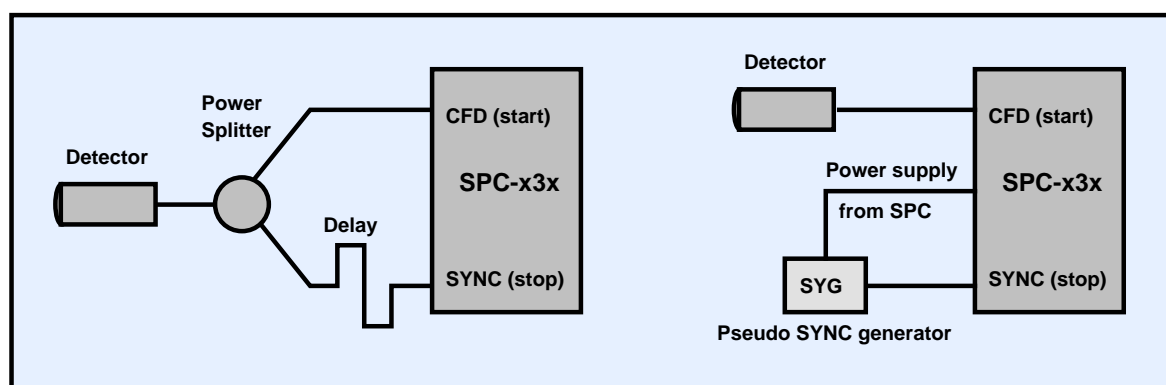 Power
Splitter
Detector
Delay
CFD (start)
SPC-x3x
SYNC (stop)
Detector
CFD (start)
Power supply
SPC-x3x
from SPC
SYG
SYNC (stop)
Pseudo SYNC generator